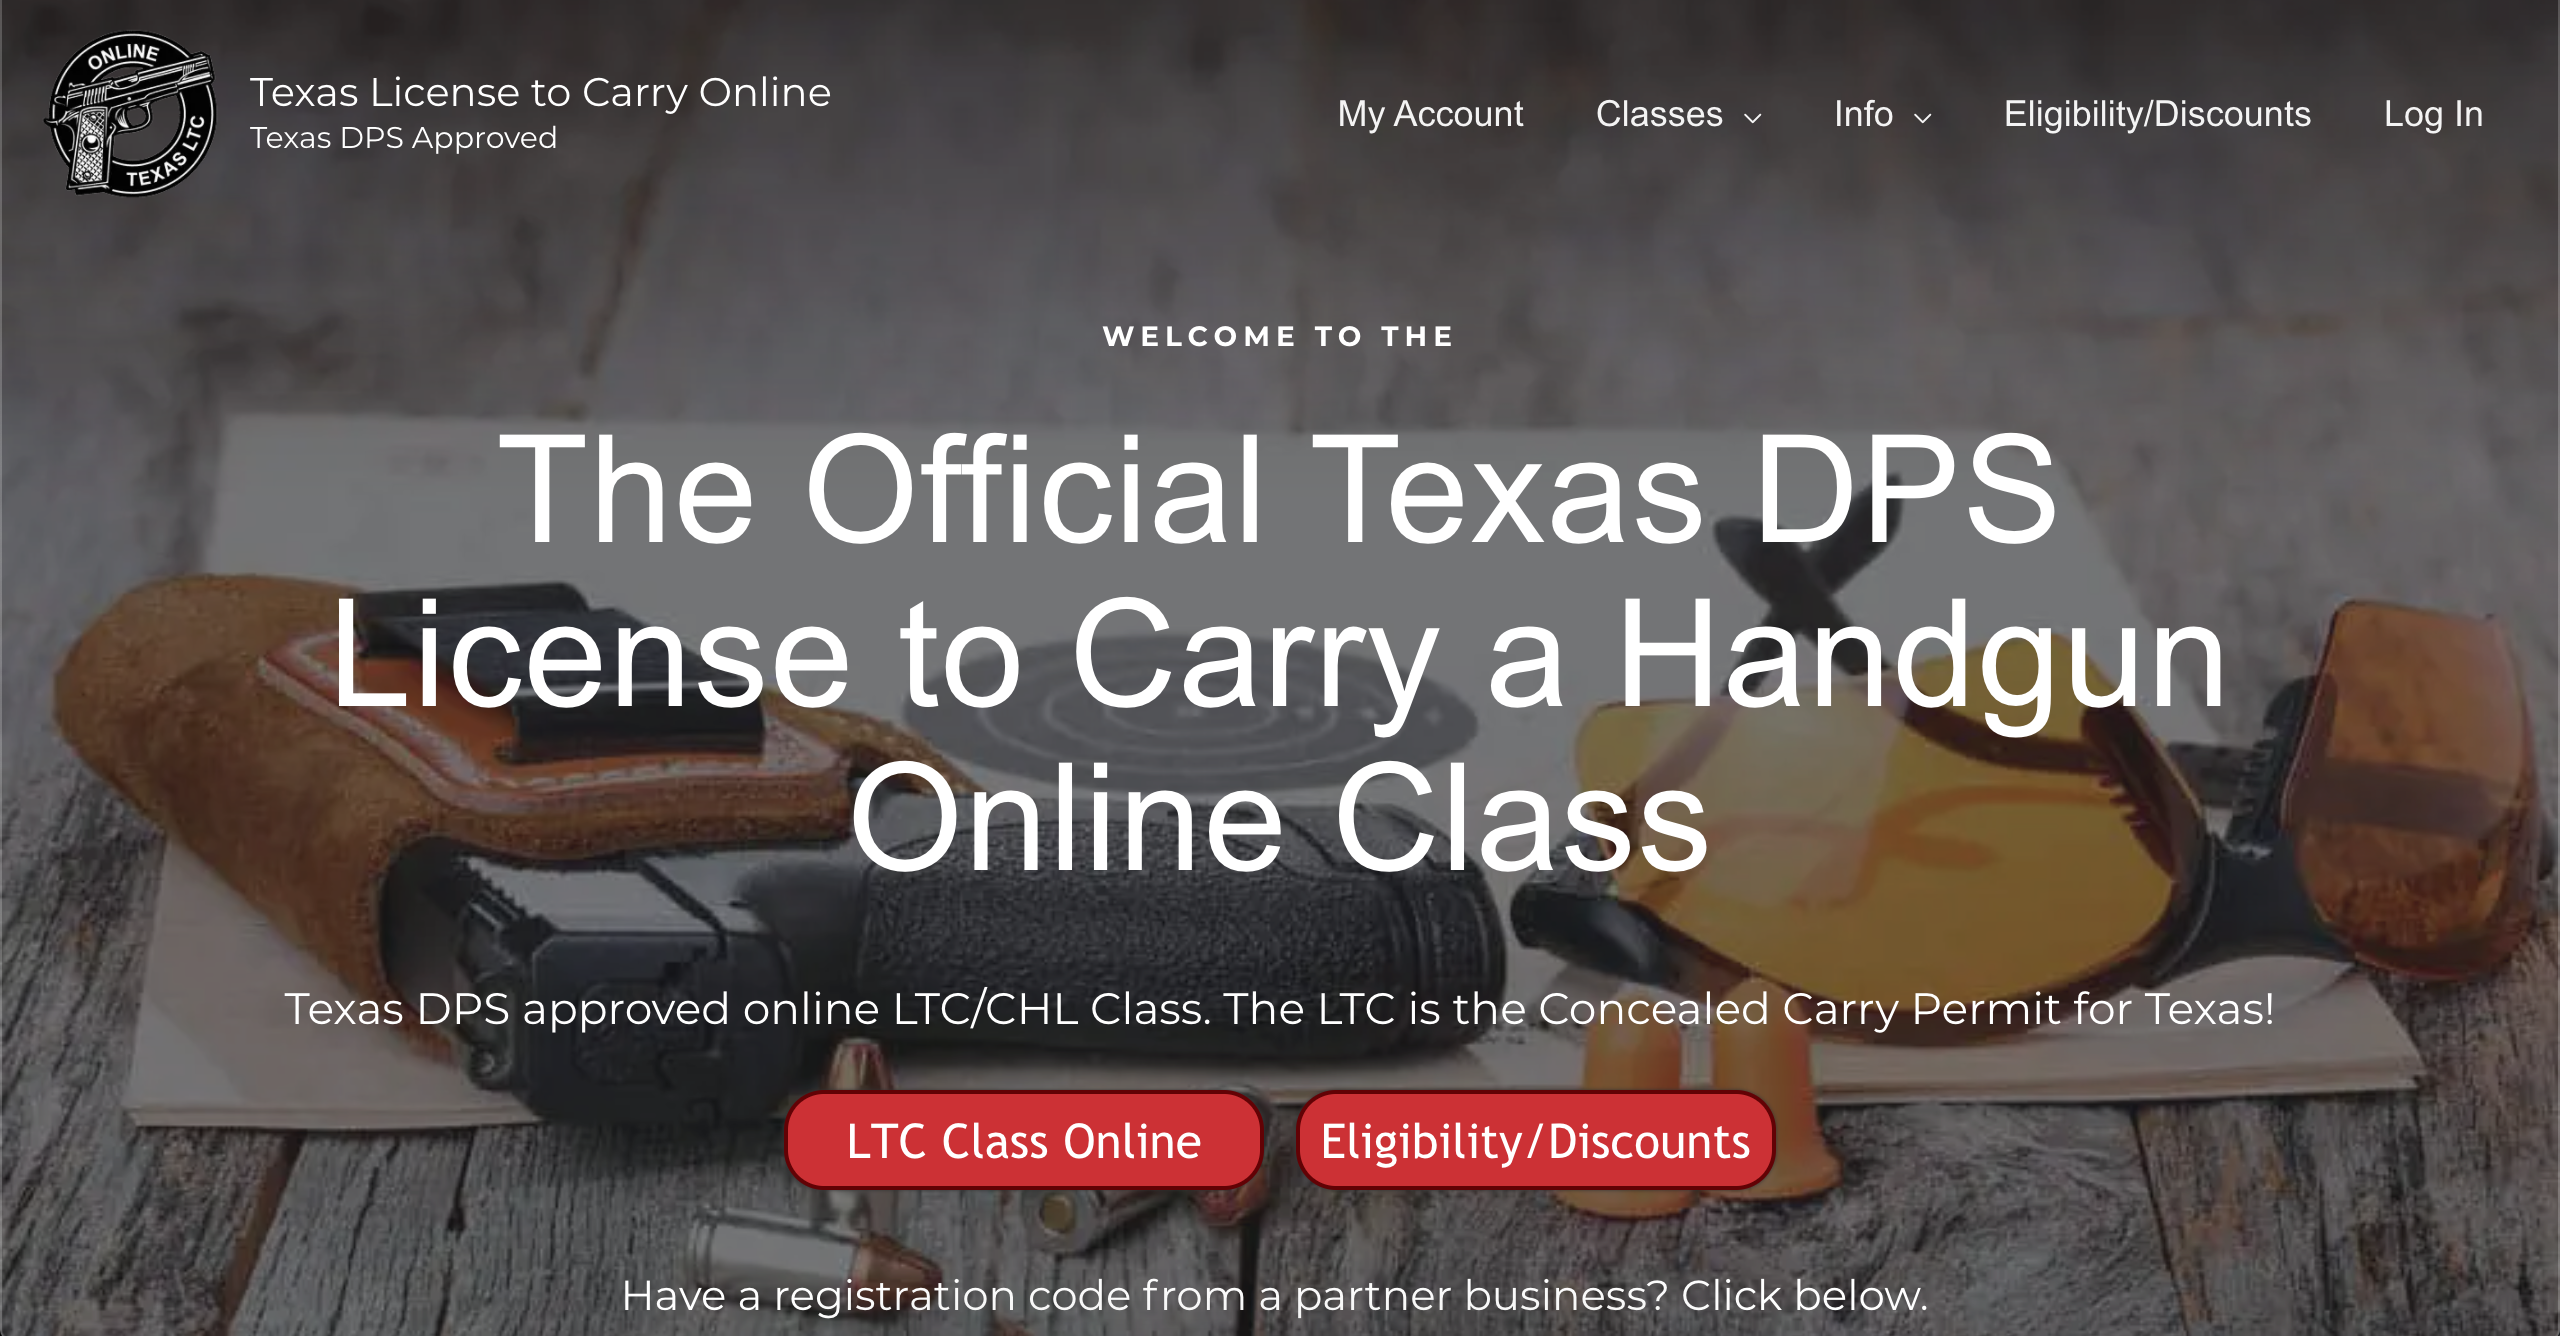 ONLINE
TEXAS LTC
Texas License to Carry Online
Texas DPS Approved
My Account
Classes
Info
Eligibility/Discounts
Log In
WELCOME TO THE
The Official Texas DPS
License to Carry a Handgun
Online Class
Texas DPS approved online LTC/CHL Class. The LTC is the Concealed Carry Permit for Texas!
LTC Class Online
Eligibility/Discounts
Have a registration code from a partner business? Click below.